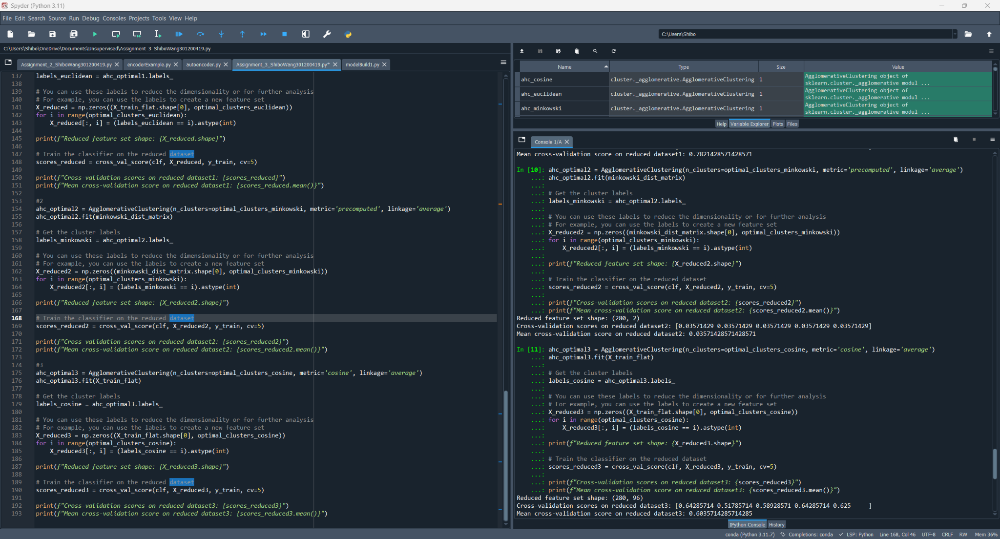 Spyder (Python 3.11)
File Edit Search Source Run Debug Consoles Projects Tools View Help
C:\Users\Shibo
C:\Users\Shibo\OneDrive\Documents\Unsupervised\Assignment_3_ShiboWang301200419.py
Assignment_2_ShiboWang301200419.py encoderExample.py autoencoder.py Assignment_3_ShiboWang301200419.py* modelBuild1.py
137 labels_euclidean = ahc_optimal1.labels_
138
139 # You can use these labels to reduce the dimensionality or for further analysis
140 # For example, you can use the labels to create a new feature set
141 X_reduced = np.zeros((X_train_flat.shape[0], optimal_clusters_euclidean))
142 for i in range(optimal_clusters_euclidean):
143     X_reduced[:, i] = (labels_euclidean == i).astype(int)
144
145 print(f"Reduced feature set shape: {X_reduced.shape}")
146
147 # Train the classifier on the reduced dataset
148 scores_reduced = cross_val_score(clf, X_reduced, y_train, cv=5)
149
150 print(f"Cross-validation scores on reduced dataset1: {scores_reduced}")
151 print(f"Mean cross-validation score on reduced dataset1: {scores_reduced.mean()}")
152
153 #2
154 ahc_optimal2 = AgglomerativeClustering(n_clusters=optimal_clusters_minkowski, metric='precomputed', linkage='average')
155 ahc_optimal2.fit(minkowski_dist_matrix)
156
157 # Get the cluster labels
158 labels_minkowski = ahc_optimal2.labels_
159
160 # You can use these labels to reduce the dimensionality or for further analysis
161 # For example, you can use the labels to create a new feature set
162 X_reduced2 = np.zeros((minkowski_dist_matrix.shape[0], optimal_clusters_minkowski))
163 for i in range(optimal_clusters_minkowski):
164     X_reduced2[:, i] = (labels_minkowski == i).astype(int)
165
166 print(f"Reduced feature set shape: {X_reduced2.shape}")
167
168 # Train the classifier on the reduced dataset
169 scores_reduced2 = cross_val_score(clf, X_reduced2, y_train, cv=5)
170
171 print(f"Cross-validation scores on reduced dataset2: {scores_reduced2}")
172 print(f"Mean cross-validation score on reduced dataset2: {scores_reduced2.mean()}")
173
174 #3
175 ahc_optimal3 = AgglomerativeClustering(n_clusters=optimal_clusters_cosine, metric='cosine', linkage='average')
176 ahc_optimal3.fit(X_train_flat)
177
178 # Get the cluster labels
179 labels_cosine = ahc_optimal3.labels_
180
181 # You can use these labels to reduce the dimensionality or for further analysis
182 # For example, you can use the labels to create a new feature set
183 X_reduced3 = np.zeros((X_train_flat.shape[0], optimal_clusters_cosine))
184 for i in range(optimal_clusters_cosine):
185     X_reduced3[:, i] = (labels_cosine == i).astype(int)
186
187 print(f"Reduced feature set shape: {X_reduced3.shape}")
188
189 # Train the classifier on the reduced dataset
190 scores_reduced3 = cross_val_score(clf, X_reduced3, y_train, cv=5)
191
192 print(f"Cross-validation scores on reduced dataset3: {scores_reduced3}")
193 print(f"Mean cross-validation score on reduced dataset3: {scores_reduced3.mean()}")
Name Type Size Value
ahc_cosine cluster._agglomerative.AgglomerativeClustering 1 AgglomerativeClustering object of
sklearn.cluster._agglomerative modul ...
ahc_euclidean cluster._agglomerative.AgglomerativeClustering 1 AgglomerativeClustering object of
sklearn.cluster._agglomerative modul ...
ahc_minkowski cluster._agglomerative.AgglomerativeClustering 1 AgglomerativeClustering object of
sklearn.cluster._agglomerative modul ...
Help Variable Explorer Plots Files
Console 1/A
Mean cross-validation score on reduced dataset1: 0.7821428571428571
In [10]: ahc_optimal2 = AgglomerativeClustering(n_clusters=optimal_clusters_minkowski, metric='precomputed', linkage='average')
...: ahc_optimal2.fit(minkowski_dist_matrix)
...:
...: # Get the cluster labels
...: labels_minkowski = ahc_optimal2.labels_
...:
...: # You can use these labels to reduce the dimensionality or for further analysis
...: # For example, you can use the labels to create a new feature set
...: X_reduced2 = np.zeros((minkowski_dist_matrix.shape[0], optimal_clusters_minkowski))
...: for i in range(optimal_clusters_minkowski):
...:     X_reduced2[:, i] = (labels_minkowski == i).astype(int)
...:
...: print(f"Reduced feature set shape: {X_reduced2.shape}")
...:
...: # Train the classifier on the reduced dataset
...: scores_reduced2 = cross_val_score(clf, X_reduced2, y_train, cv=5)
...:
...: print(f"Cross-validation scores on reduced dataset2: {scores_reduced2}")
...: print(f"Mean cross-validation score on reduced dataset2: {scores_reduced2.mean()}")
Reduced feature set shape: (280, 2)
Cross-validation scores on reduced dataset2: [0.03571429 0.03571429 0.03571429 0.03571429 0.03571429]
Mean cross-validation score on reduced dataset2: 0.03571428571428571
In [11]: ahc_optimal3 = AgglomerativeClustering(n_clusters=optimal_clusters_cosine, metric='cosine', linkage='average')
...: ahc_optimal3.fit(X_train_flat)
...:
...: # Get the cluster labels
...: labels_cosine = ahc_optimal3.labels_
...:
...: # You can use these labels to reduce the dimensionality or for further analysis
...: # For example, you can use the labels to create a new feature set
...: X_reduced3 = np.zeros((X_train_flat.shape[0], optimal_clusters_cosine))
...: for i in range(optimal_clusters_cosine):
...:     X_reduced3[:, i] = (labels_cosine == i).astype(int)
...:
...: print(f"Reduced feature set shape: {X_reduced3.shape}")
...:
...: # Train the classifier on the reduced dataset
...: scores_reduced3 = cross_val_score(clf, X_reduced3, y_train, cv=5)
...:
...: print(f"Cross-validation scores on reduced dataset3: {scores_reduced3}")
...: print(f"Mean cross-validation score on reduced dataset3: {scores_reduced3.mean()}")
Reduced feature set shape: (280, 96)
Cross-validation scores on reduced dataset3: [0.64285714 0.51785714 0.58928571 0.64285714 0.625     ]
Mean cross-validation score on reduced dataset3: 0.6035714285714285
IPython Console History
conda (Python 3.11.7) Completions: conda LSP: Python Line 168, Col 46 UTF-8 CRLF RW Mem 36%